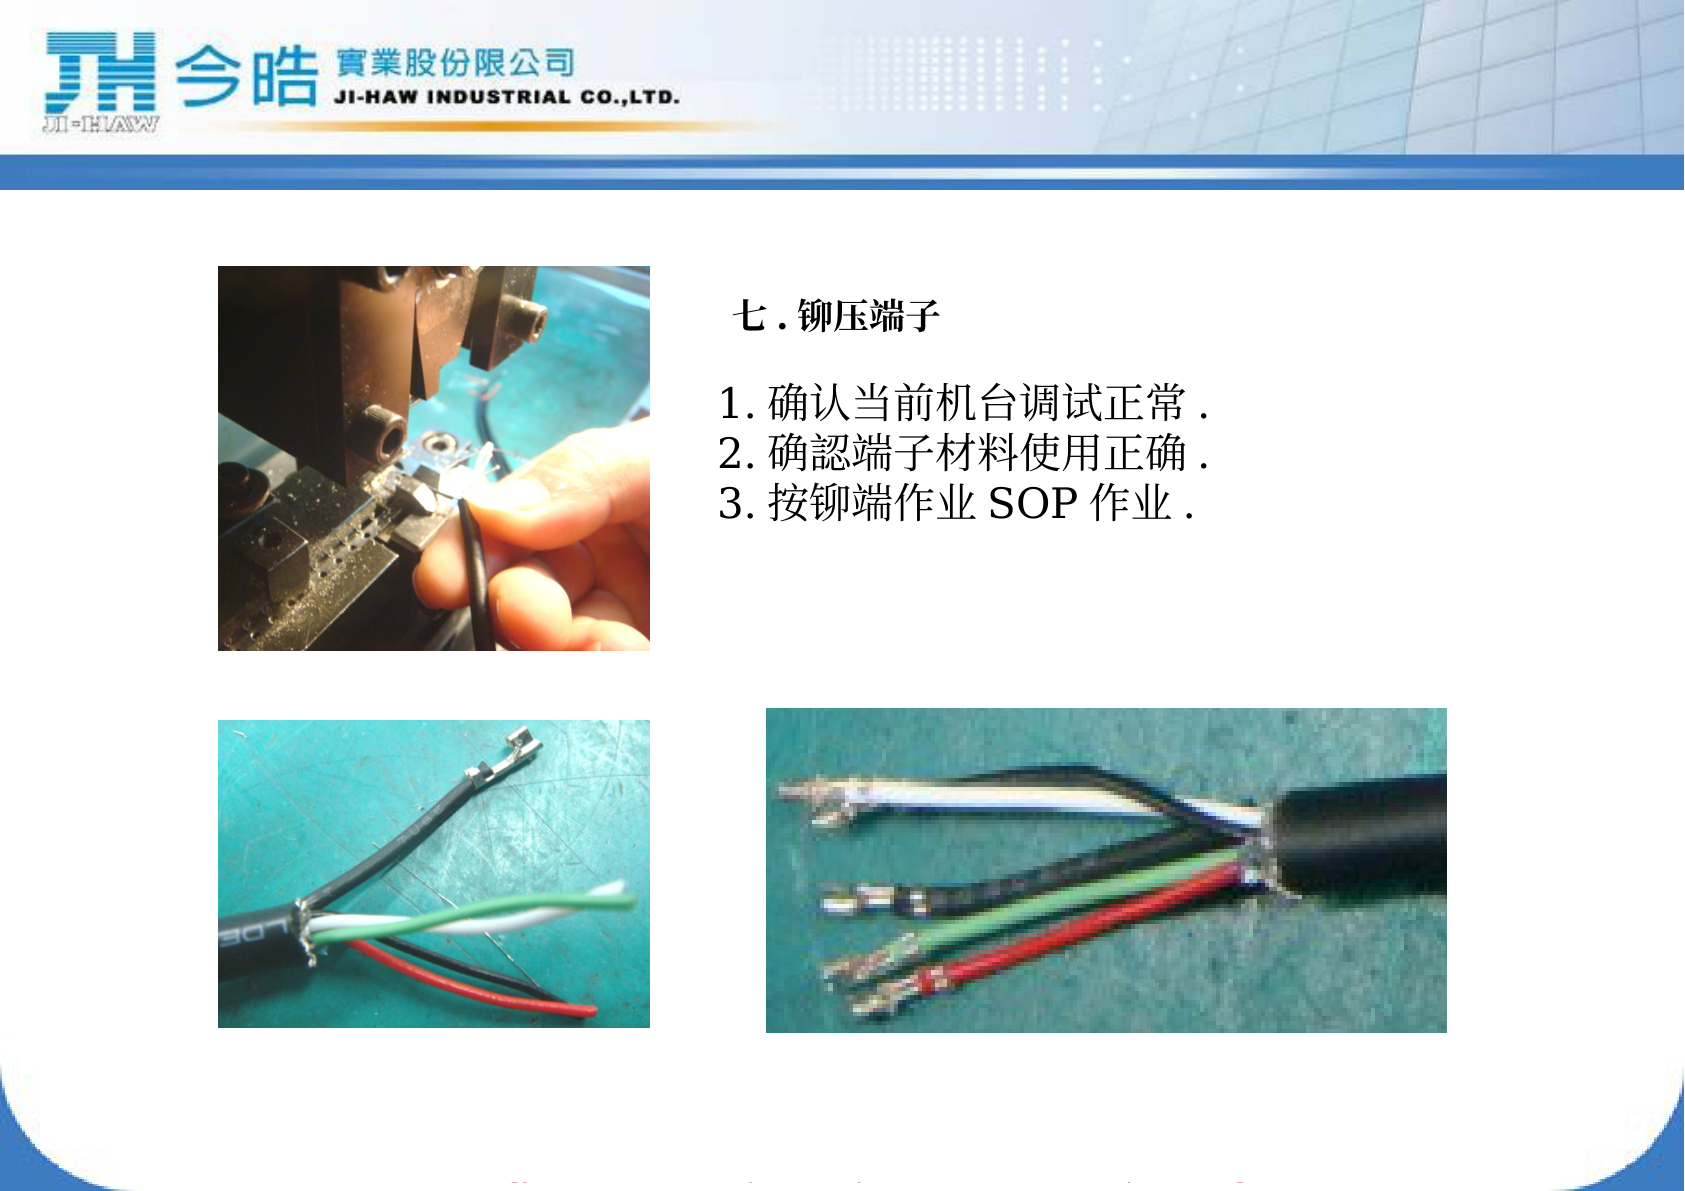 JI-HAW
今晧
實業股份限公司
JI-HAW INDUSTRIAL CO.,LTD.
七 . 铆压端子
1. 确认当前机台调试正常 .
2. 确認端子材料使用正确 .
3. 按铆端作业 SOP 作业 .